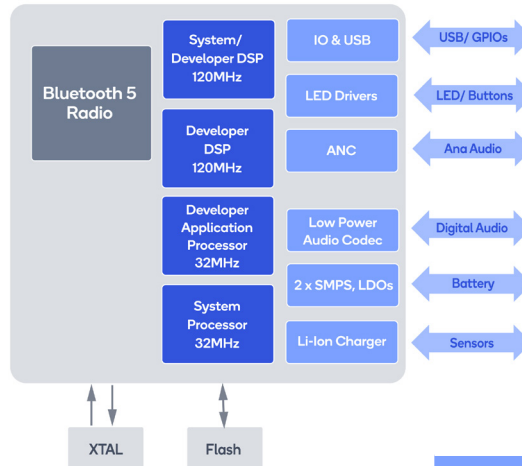 Bluetooth 5
Radio
System/
Developer DSP
120MHz
Developer
DSP
120MHz
Developer
Application
Processor
32MHz
System
Processor
32MHz
IO & USB
LED Drivers
ANC
Low Power
Audio Codec
2 x SMPS, LDOs
Li-Ion Charger
USB/ GPIOs
LED/ Buttons
Ana Audio
Digital Audio
Battery
Sensors
XTAL
Flash